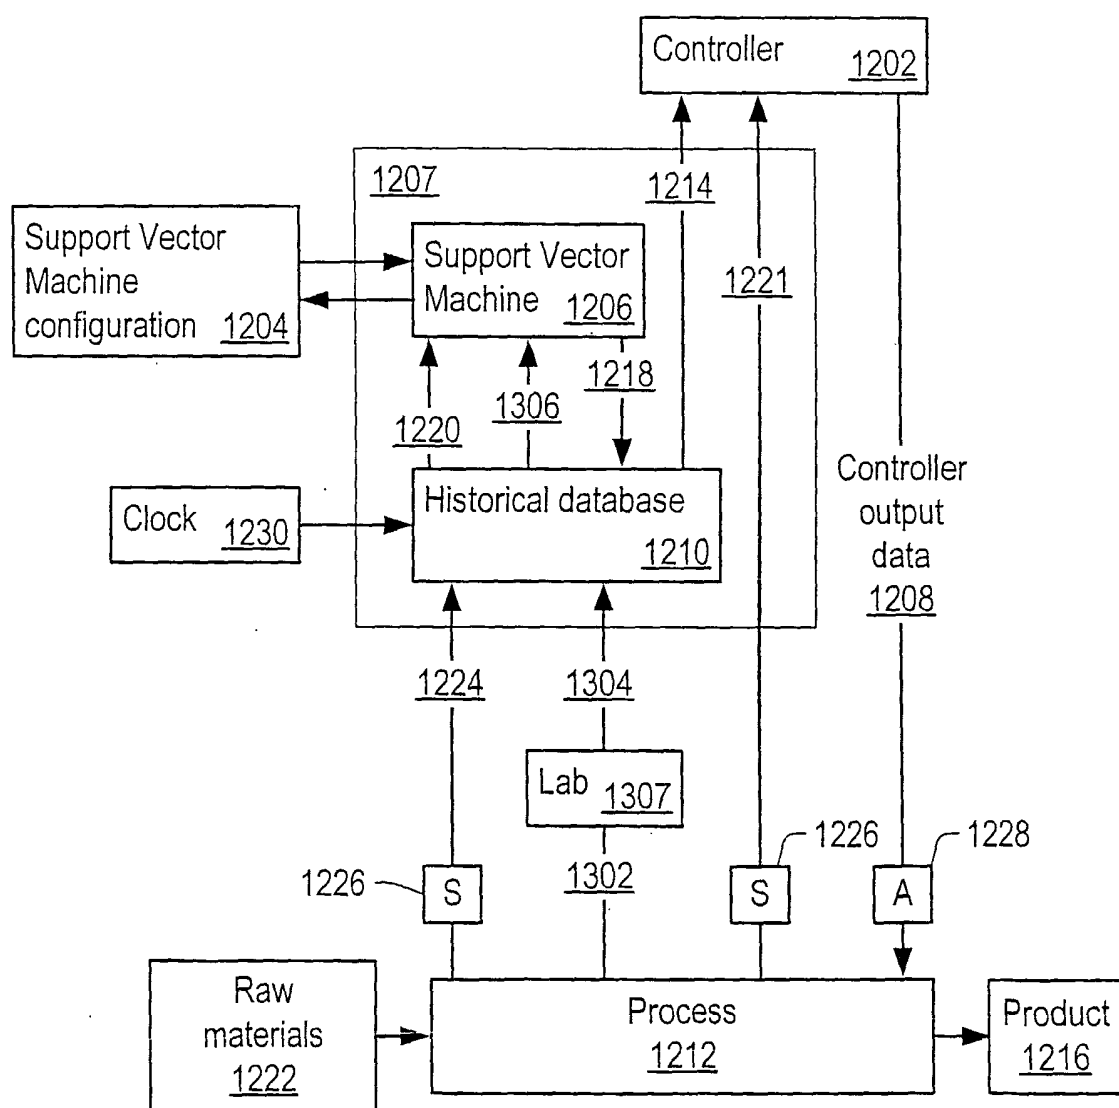 Controller 1202
1207
1214
Support Vector
Machine
configuration 1204
Support Vector
Machine 1206
1221
1218
1306
1220
Controller
output
data
1208
Clock 1230
Historical database
1210
1224
1304
Lab 1307
1226
1228
1226
1302
S
S
A
Raw
materials
1222
Process
1212
Product
1216